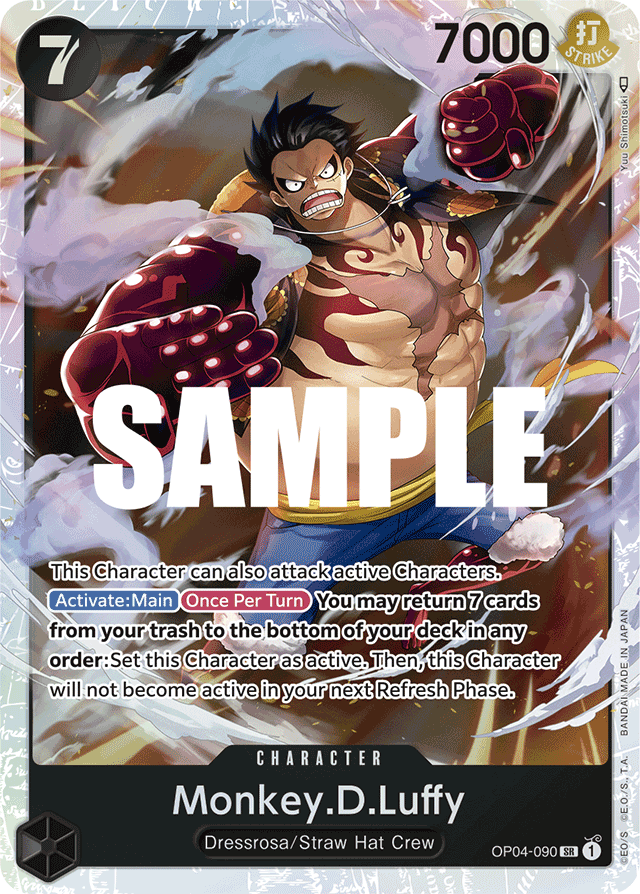 7
7000
打
STRIKE
Yuu Shimotsuki
SAMPLE
This Character can also attack active Characters.
Activate:Main Once Per Turn You may return 7 cards
from your trash to the bottom of your deck in any
order:Set this Character as active. Then, this Character
will not become active in your next Refresh Phase.
CHARACTER
Monkey.D.Luffy
Dressrosa/Straw Hat Crew
OP04-090 SR 1
©E/S ©E.O./S., T.A. BANDAI MADE IN JAPAN